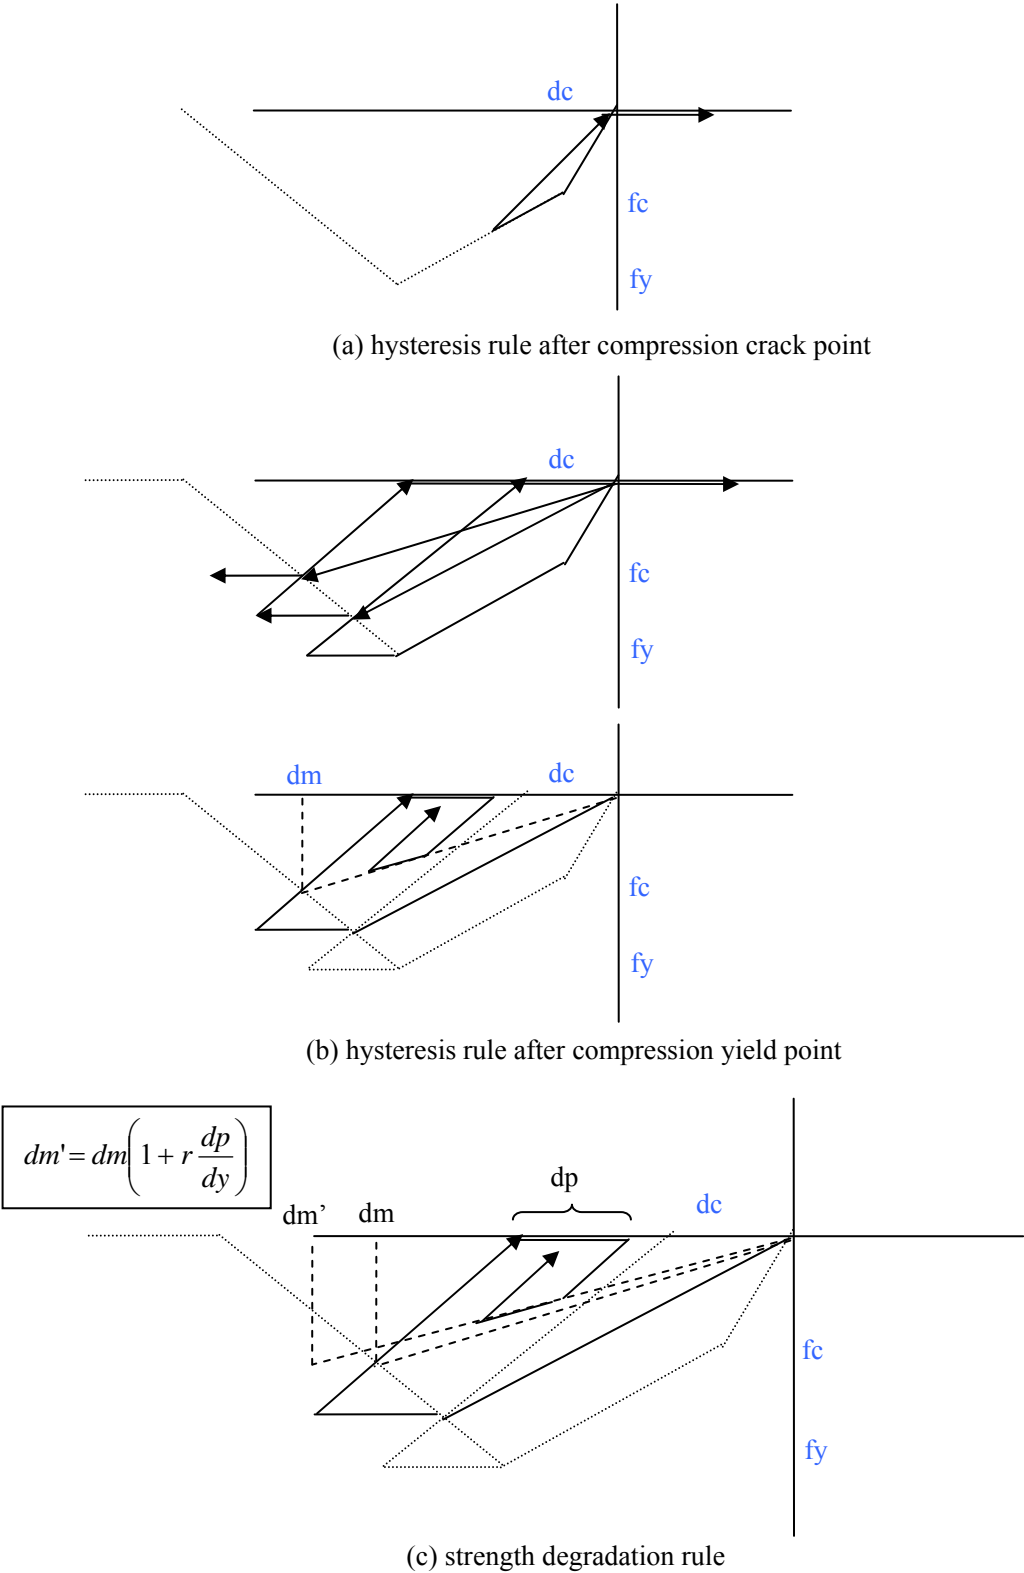 dc
fc
fy
(a) hysteresis rule after compression crack point
dc
fc
fy
dm dc
fc
fy
(b) hysteresis rule after compression yield point
dm' = dm(1 + r dp/dy)
dp
dm’ dm dc
fc
fy
(c) strength degradation rule